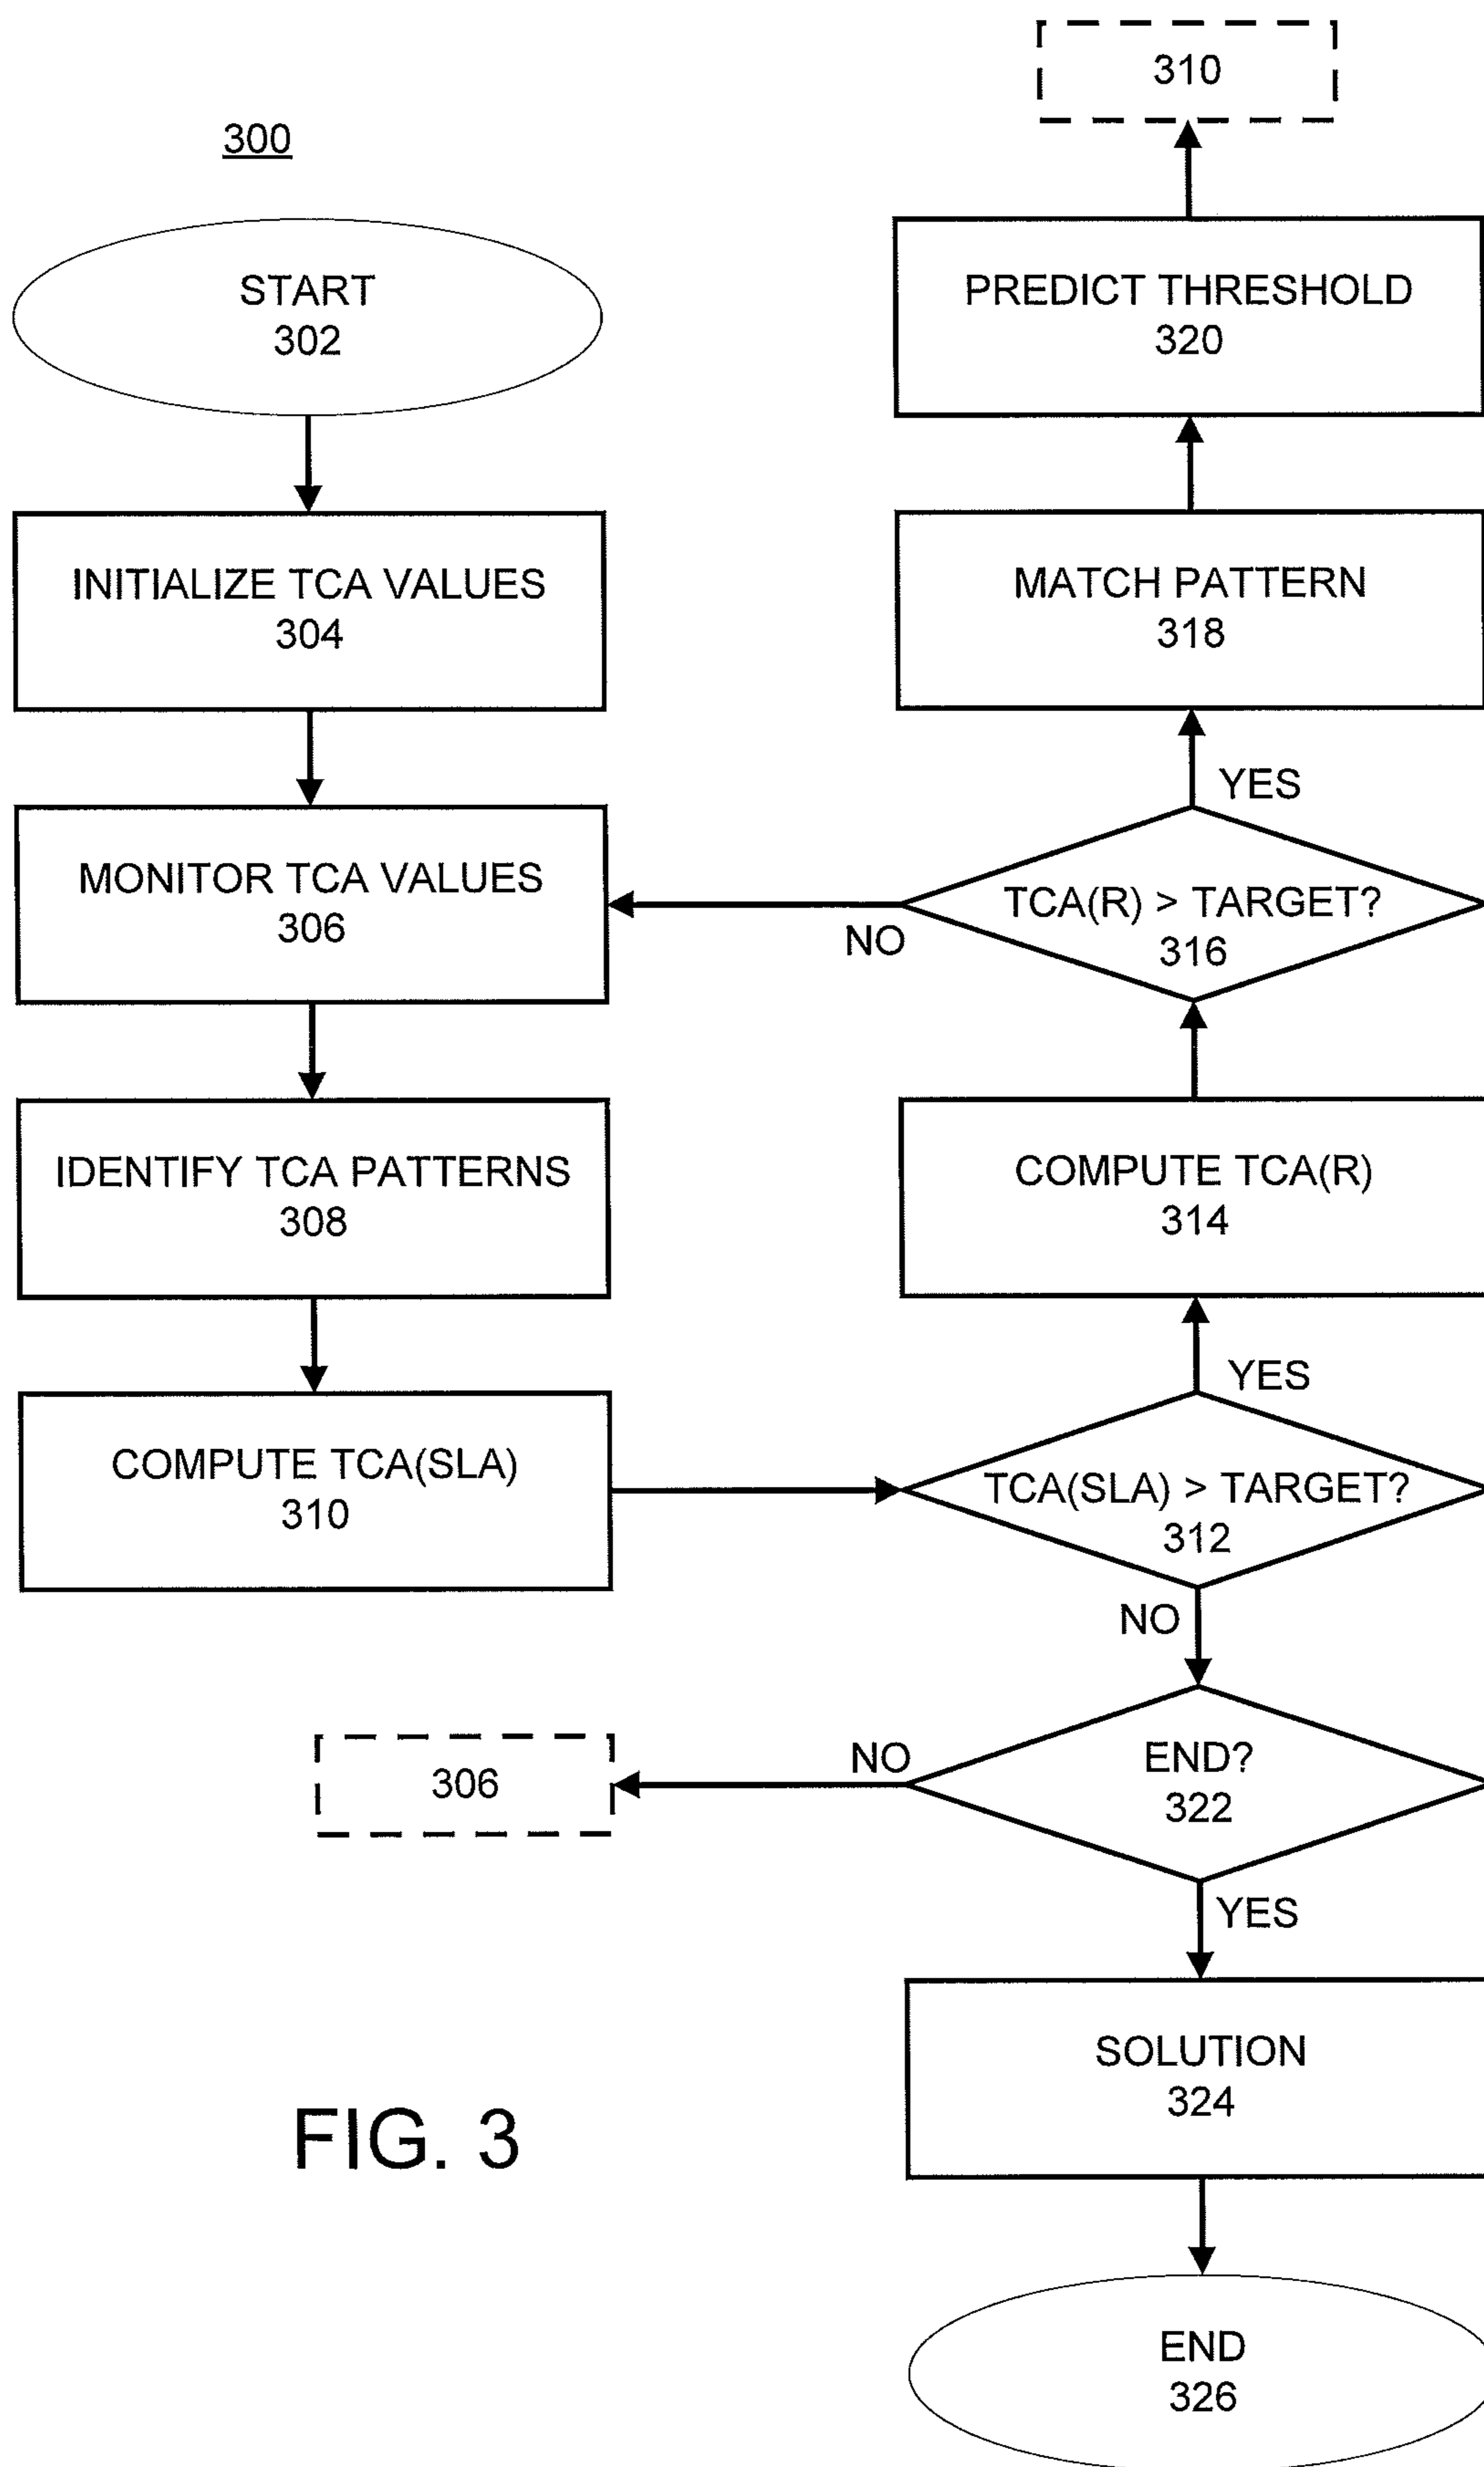 300
START
302
INITIALIZE TCA VALUES
304
MONITOR TCA VALUES
306
IDENTIFY TCA PATTERNS
308
COMPUTE TCA(SLA)
310
310
PREDICT THRESHOLD
320
MATCH PATTERN
318
YES
TCA(R) > TARGET?
316
NO
COMPUTE TCA(R)
314
YES
TCA(SLA) > TARGET?
312
NO
END?
322
NO
306
YES
SOLUTION
324
END
326
FIG. 3